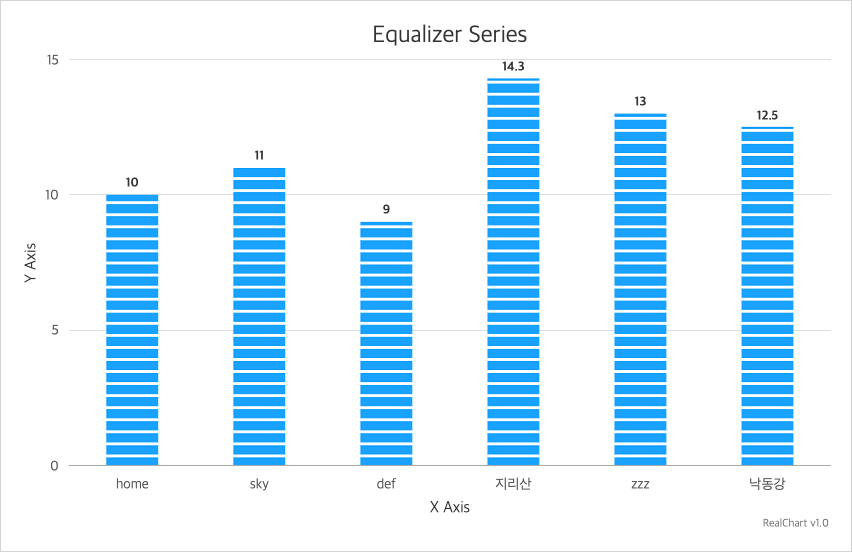 Equalizer Series
15
14.3
13
12.5
11
10
10
9
5
0
Y Axis
home sky def 지리산 zzz 낙동강
X Axis
RealChart v1.0